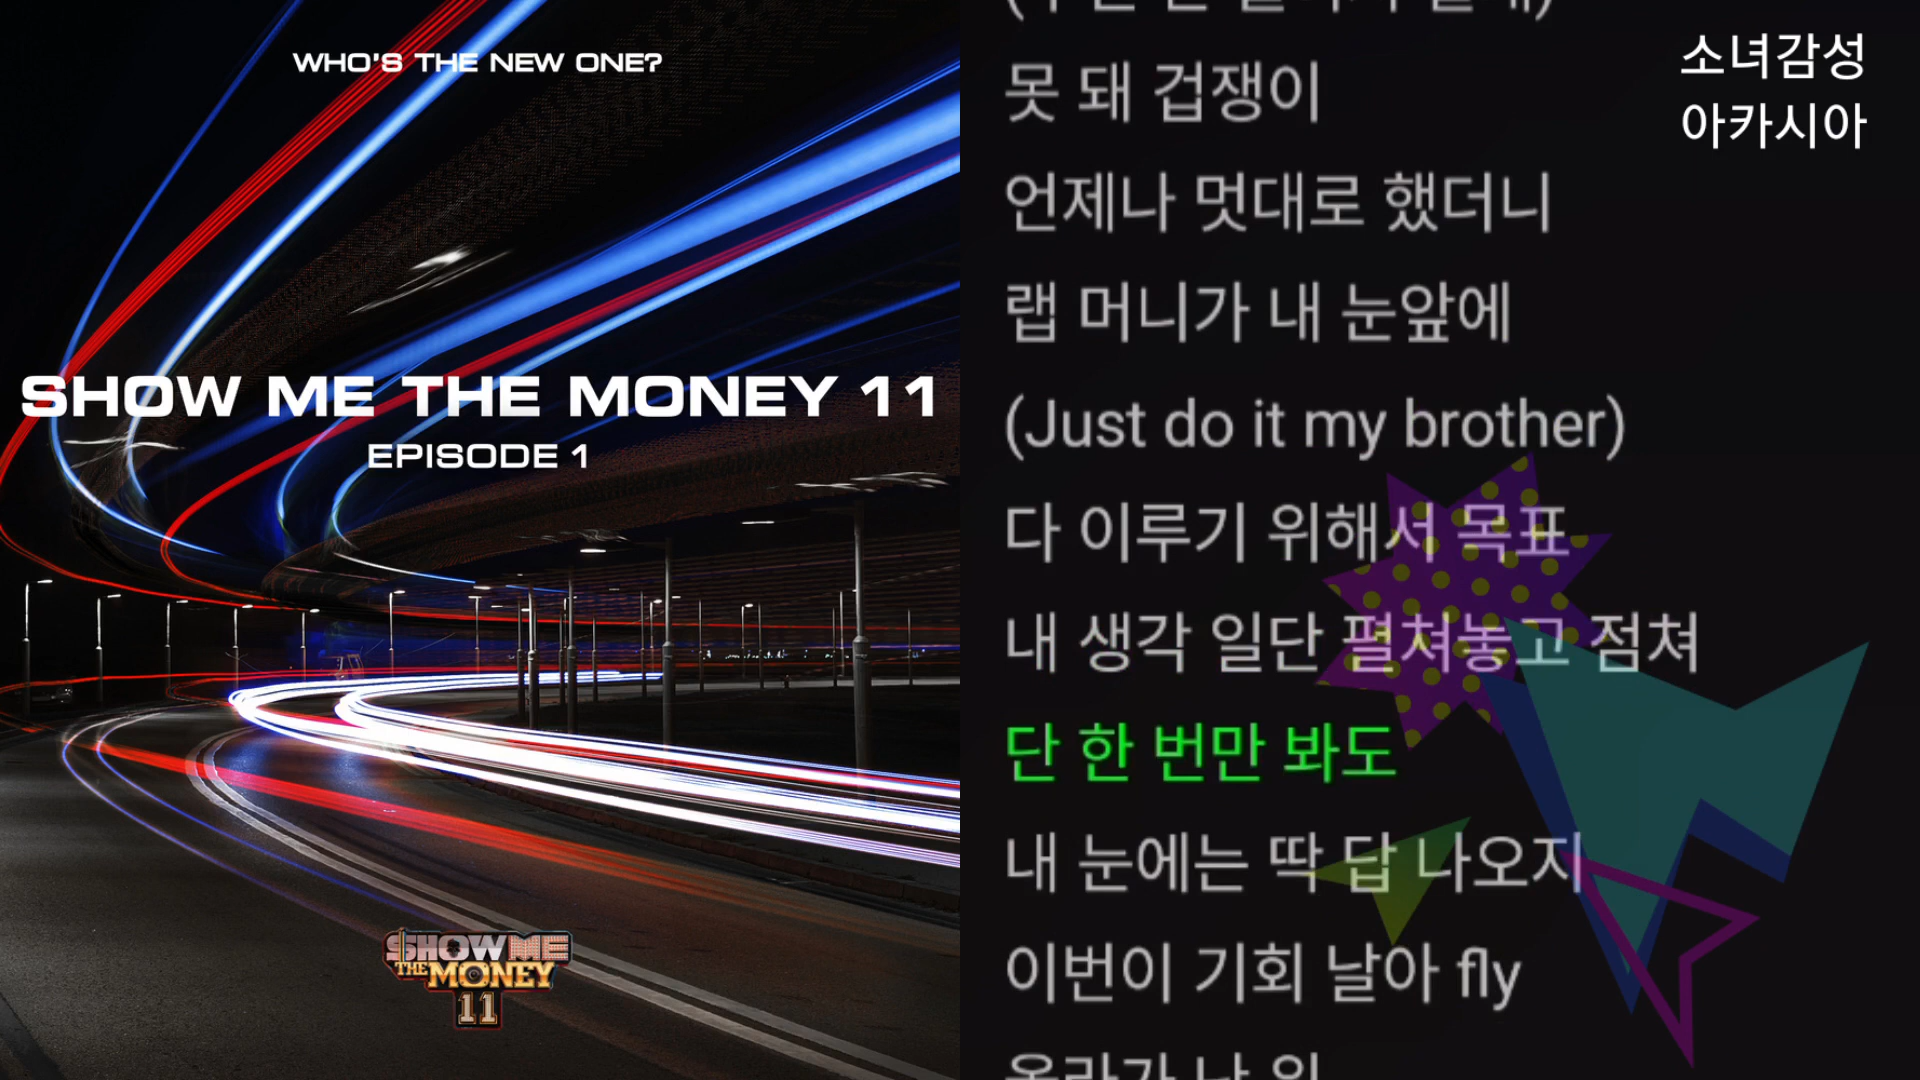 WHO'S THE NEW ONE?
SHOW ME THE MONEY 11
EPISODE 1
SHOW ME
THE MONEY
11
소녀감성
아카시아
못 돼 겁쟁이
언제나 멋대로 했더니
랩 머니가 내 눈앞에
(Just do it my brother)
다 이루기 위해서 목표
내 생각 일단 펼쳐놓고 점쳐
단 한 번만 봐도
내 눈에는 딱 답 나오지
이번이 기회 날아 fly